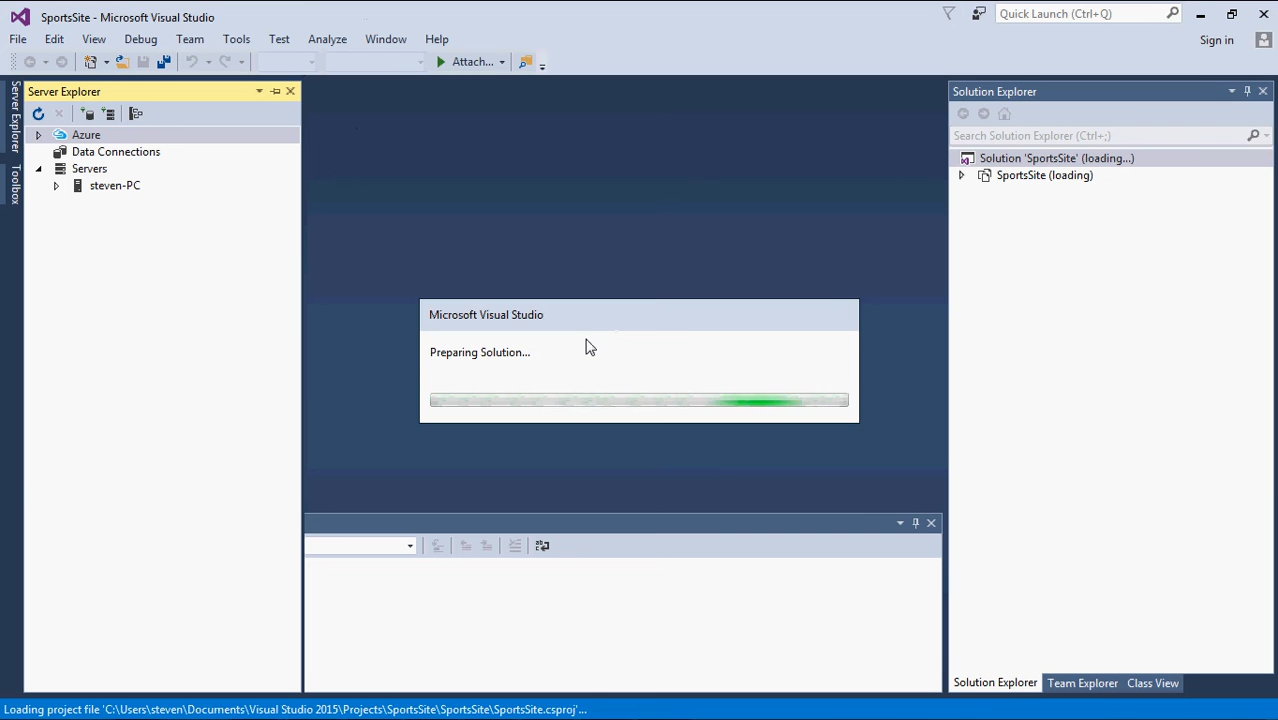 SportsSite - Microsoft Visual Studio
Quick Launch (Ctrl+Q)
File Edit View Debug Team Tools Test Analyze Window Help
Sign in
Attach...
Server Explorer
Toolbox
Server Explorer
Azure
Data Connections
Servers
steven-PC
Microsoft Visual Studio
Preparing Solution...
Solution Explorer
Search Solution Explorer (Ctrl+;)
Solution 'SportsSite' (loading...)
SportsSite (loading)
Solution Explorer Team Explorer Class View
Loading project file 'C:\Users\steven\Documents\Visual Studio 2015\Projects\SportsSite\SportsSite\SportsSite.csproj'...